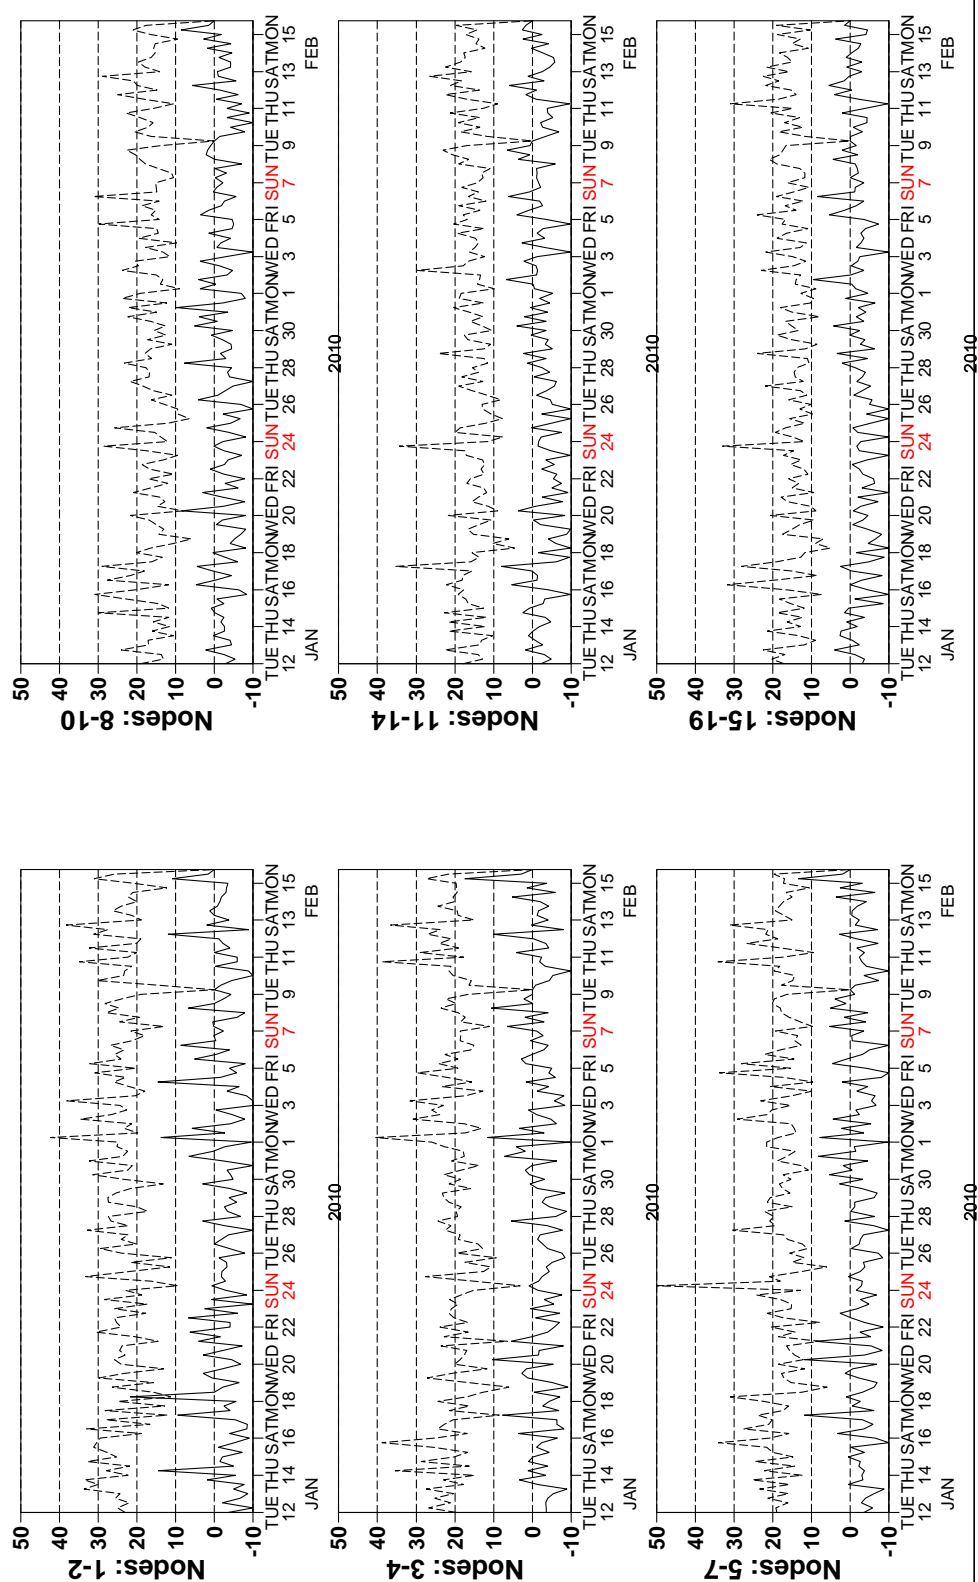 Nodes: 1-2
50
40
30
20
10
0
-10
TUE THU SAT MON WED FRI SUN TUE THU SAT MON WED FRI SUN TUE THU SAT MON
12 14 16 18 20 22 24 26 28 30 1 3 5 7 9 11 13 15
JAN FEB
2010
Nodes: 3-4
50
40
30
20
10
0
-10
TUE THU SAT MON WED FRI SUN TUE THU SAT MON WED FRI SUN TUE THU SAT MON
12 14 16 18 20 22 24 26 28 30 1 3 5 7 9 11 13 15
JAN FEB
2010
Nodes: 5-7
50
40
30
20
10
0
-10
TUE THU SAT MON WED FRI SUN TUE THU SAT MON WED FRI SUN TUE THU SAT MON
12 14 16 18 20 22 24 26 28 30 1 3 5 7 9 11 13 15
JAN FEB
2010
Nodes: 8-10
50
40
30
20
10
0
-10
TUE THU SAT MON WED FRI SUN TUE THU SAT MON WED FRI SUN TUE THU SAT MON
12 14 16 18 20 22 24 26 28 30 1 3 5 7 9 11 13 15
JAN FEB
2010
Nodes: 11-14
50
40
30
20
10
0
-10
TUE THU SAT MON WED FRI SUN TUE THU SAT MON WED FRI SUN TUE THU SAT MON
12 14 16 18 20 22 24 26 28 30 1 3 5 7 9 11 13 15
JAN FEB
2010
Nodes: 15-19
50
40
30
20
10
0
-10
TUE THU SAT MON WED FRI SUN TUE THU SAT MON WED FRI SUN TUE THU SAT MON
12 14 16 18 20 22 24 26 28 30 1 3 5 7 9 11 13 15
JAN FEB
2010